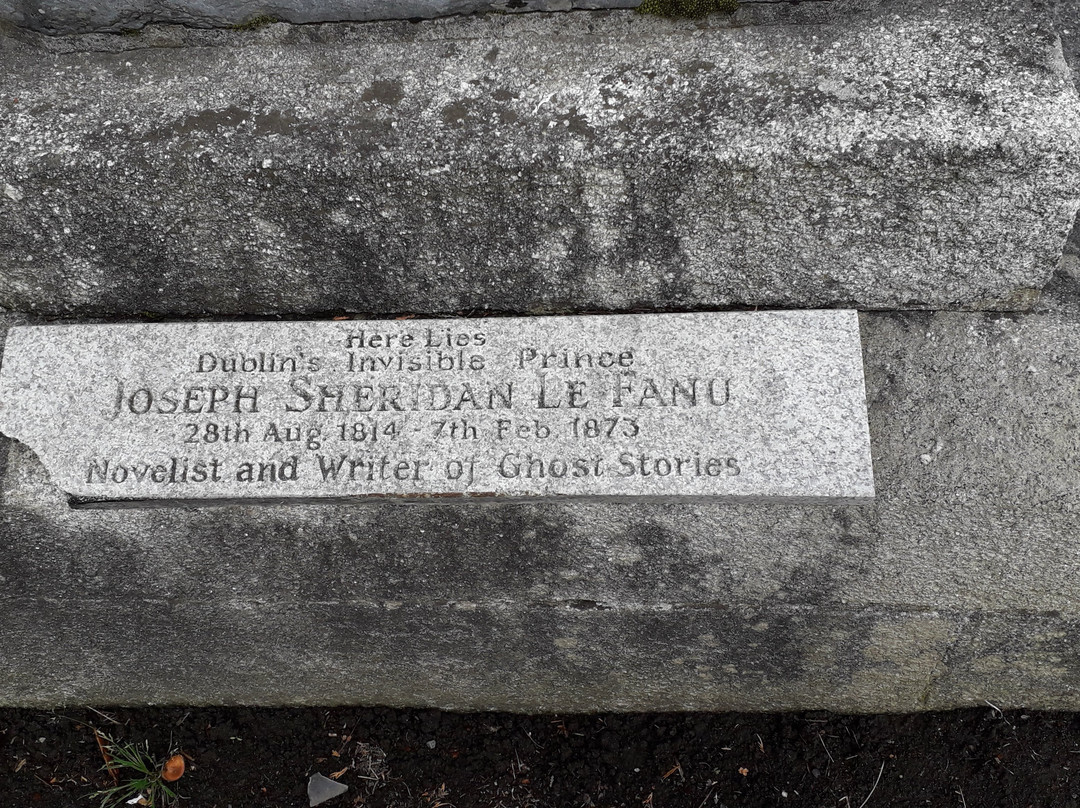 Here Lies
Dublin's Invisible Prince
JOSEPH SHERIDAN LE FANU
28th Aug. 1814 - 7th Feb. 1873
Novelist and Writer of Ghost Stories